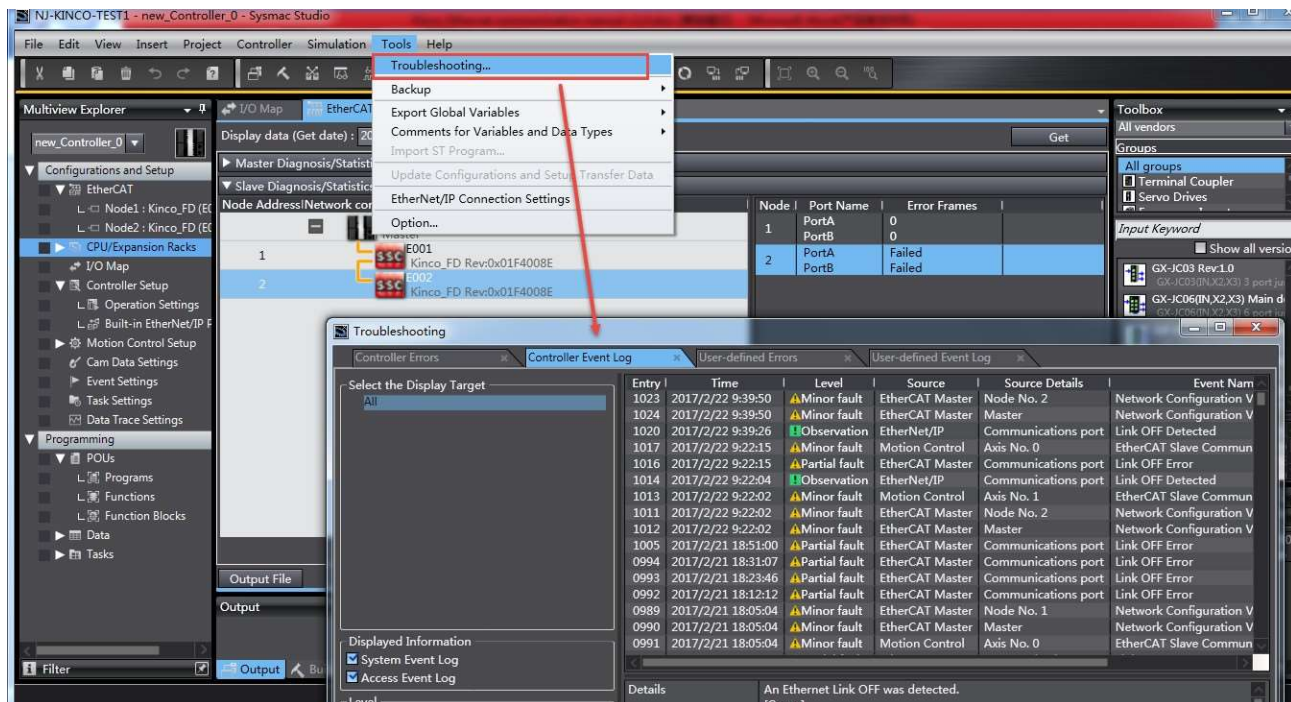 NJ-KINCO-TEST1 - new_Controller_0 - Sysmac Studio
File Edit View Insert Project Controller Simulation Tools Help
Troubleshooting...
Backup
Export Global Variables
Comments for Variables and Data Types
Import ST Program...
Update Configurations and Setup Transfer Data
EtherNet/IP Connection Settings
Option...
Multiview Explorer
new_Controller_0
Configurations and Setup
EtherCAT
Node1 : Kinco_FD (E
Node2 : Kinco_FD (E
CPU/Expansion Racks
I/O Map
Controller Setup
Operation Settings
Built-in EtherNet/IP P
Motion Control Setup
Cam Data Settings
Event Settings
Task Settings
Data Trace Settings
Programming
POUs
Programs
Functions
Function Blocks
Data
Tasks
Filter
I/O Map EtherCAT
Display data (Get date) : 20 Get
Master Diagnosis/Statisti
Slave Diagnosis/Statistics
Node Address Network con
Master
1 E001
Kinco_FD Rev:0x01F4008E
2 E002
Kinco_FD Rev:0x01F4008E
Node Port Name Error Frames
1 PortA 0
PortB 0
2 PortA Failed
PortB Failed
Output File
Output
Output Bu
Toolbox
All vendors
Groups
All groups
Terminal Coupler
Servo Drives
Input Keyword
Show all versio
GX-JC03 Rev:1.0
GX-JC03(IN,X2,X3) 3 port ju
GX-JC06(IN,X2,X3) Main d
GX-JC06(IN,X2,X3) 6 port ju
Troubleshooting
Controller Errors x Controller Event Log x User-defined Errors x User-defined Event Log x
Select the Display Target
All
Displayed Information
System Event Log
Access Event Log
Level
Entry Time Level Source Source Details Event Nam
1023 2017/2/22 9:39:50 Minor fault EtherCAT Master Node No. 2 Network Configuration V
1024 2017/2/22 9:39:50 Minor fault EtherCAT Master Master Network Configuration V
1020 2017/2/22 9:39:26 Observation EtherNet/IP Communications port Link OFF Detected
1017 2017/2/22 9:22:15 Minor fault Motion Control Axis No. 0 EtherCAT Slave Commun
1016 2017/2/22 9:22:15 Partial fault EtherCAT Master Communications port Link OFF Error
1014 2017/2/22 9:22:04 Observation EtherNet/IP Communications port Link OFF Detected
1013 2017/2/22 9:22:02 Minor fault Motion Control Axis No. 1 EtherCAT Slave Commun
1011 2017/2/22 9:22:02 Minor fault EtherCAT Master Node No. 2 Network Configuration V
1012 2017/2/22 9:22:02 Minor fault EtherCAT Master Master Network Configuration V
1005 2017/2/21 18:51:00 Partial fault EtherCAT Master Communications port Link OFF Error
0994 2017/2/21 18:31:07 Partial fault EtherCAT Master Communications port Link OFF Error
0993 2017/2/21 18:23:46 Partial fault EtherCAT Master Communications port Link OFF Error
0992 2017/2/21 18:12:12 Partial fault EtherCAT Master Communications port Link OFF Error
0989 2017/2/21 18:05:04 Minor fault EtherCAT Master Node No. 1 Network Configuration V
0990 2017/2/21 18:05:04 Minor fault EtherCAT Master Master Network Configuration V
0991 2017/2/21 18:05:04 Minor fault Motion Control Axis No. 0 EtherCAT Slave Commun
Details An Ethernet Link OFF was detected.